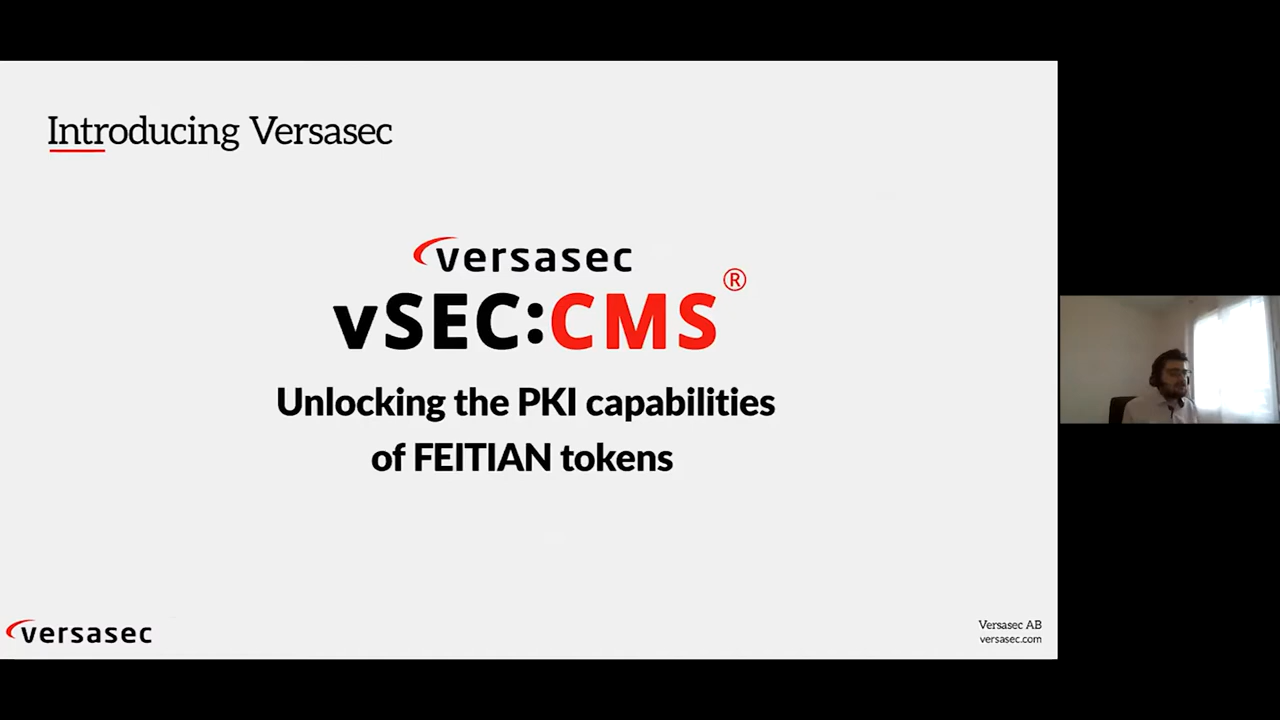 Introducing Versasec
versasec
vSEC:CMS®
Unlocking the PKI capabilities
of FEITIAN tokens
versasec
Versasec AB
versasec.com